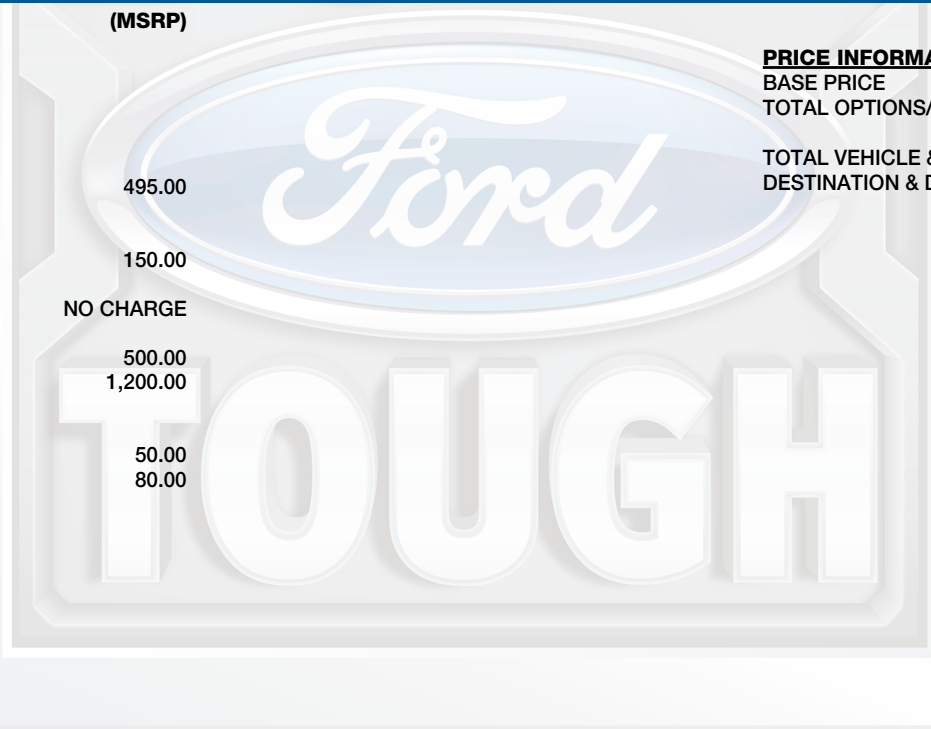 (MSRP)
495.00
150.00
NO CHARGE
500.00
1,200.00
50.00
80.00
PRICE INFORMA
BASE PRICE
TOTAL OPTIONS/
TOTAL VEHICLE &
DESTINATION & D
Ford
TOUGH